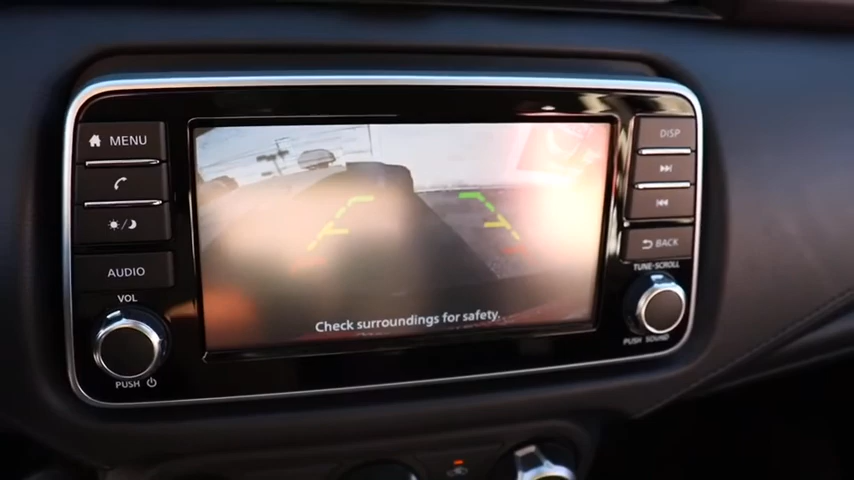 MENU
AUDIO
VOL
PUSH
DISP
BACK
TUNE·SCROLL
PUSH SOUND
Check surroundings for safety.